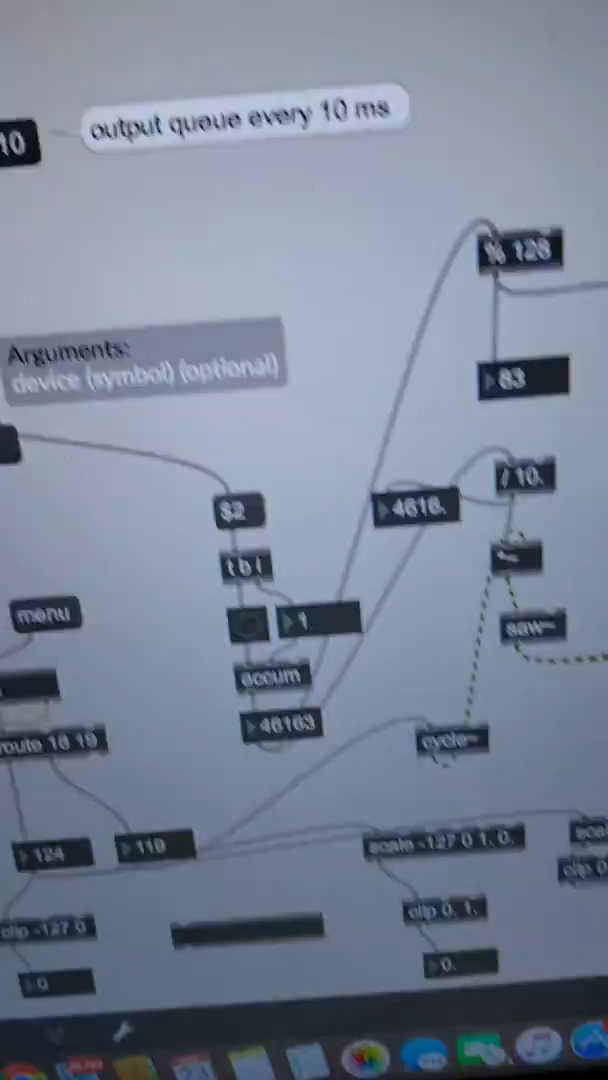 10
output queue every 10 ms
% 128
Arguments:
device (symbol) (optional)
83
/ 10.
$2
4616.
t b i
menu
1
saw~
accum
46163
route 18 19
cycle~
124
119
scale -127 0 1. 0.
clip 0
clip -127 0
clip 0. 1.
0
0.